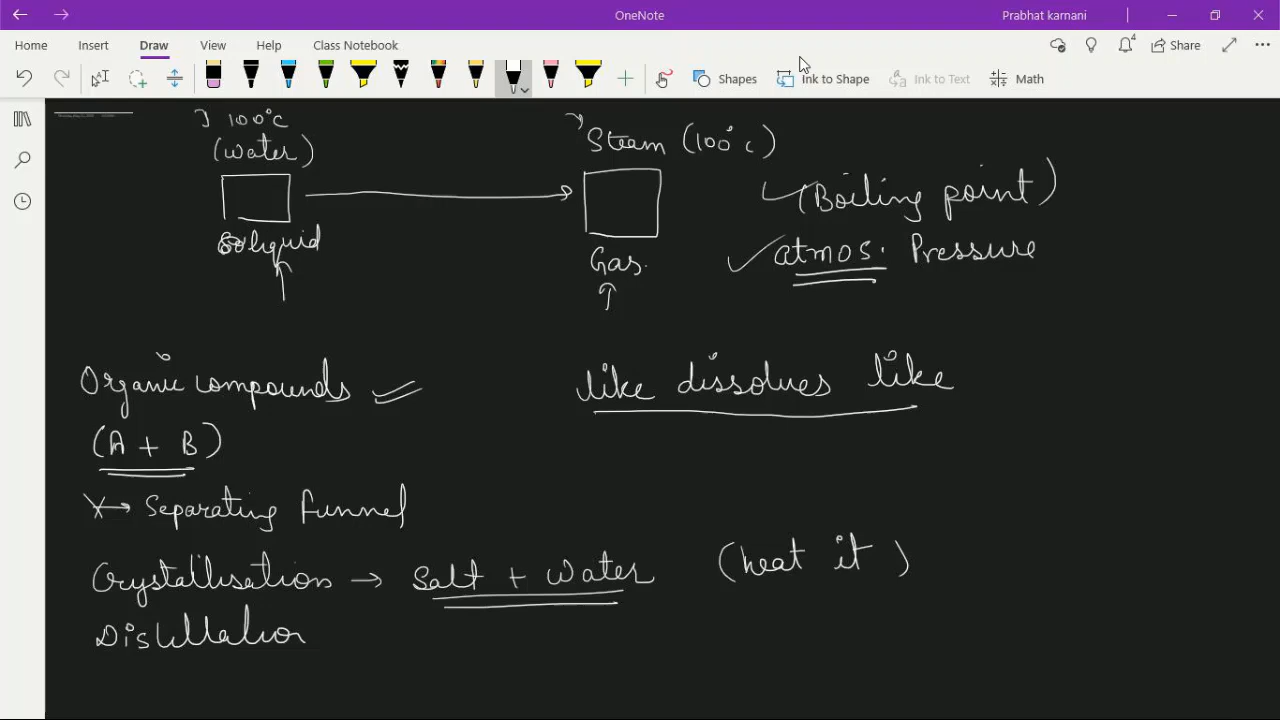 OneNote
Prabhat karnani
Home Insert Draw View Help Class Notebook
4 Share
Shapes Ink to Shape Ink to Text Math
100°C
(Water)
Steam (100°C)
(Boiling point)
liquid
Gas.
atmos. Pressure
Organic compounds
like dissolves like
(A + B)
X→ Separating funnel
Crystallisation → Salt + Water (heat it)
Distillation